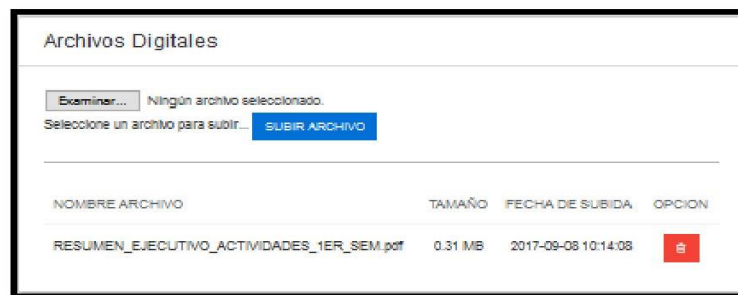 Archivos Digitales
Examinar... Ningún archivo seleccionado.
Seleccione un archivo para subir... SUBIR ARCHIVO
NOMBRE ARCHIVO TAMAÑO FECHA DE SUBIDA OPCION
RESUMEN_EJECUTIVO_ACTIVIDADES_1ER_SEM.pdf 0.31 MB 2017-09-08 10:14:08